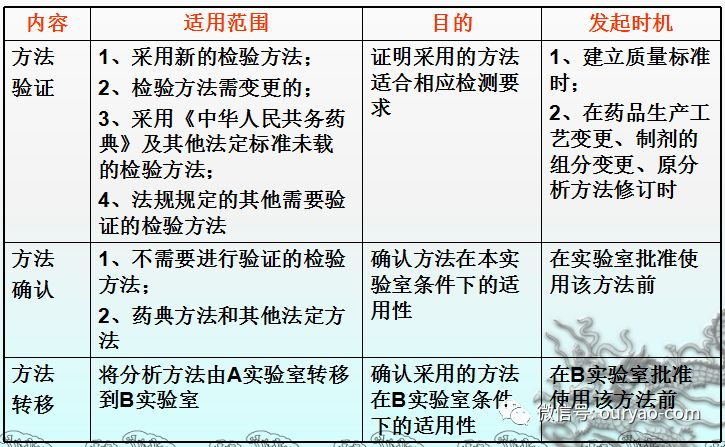 内容 适用范围 目的 发起时机
方法
验证
1、采用新的检验方法；
2、检验方法需变更的；
3、采用《中华人民共务药
典》及其他法定标准未载
的检验方法；
4、法规规定的其他需要验
证的检验方法
证明采用的方法
适合相应检测要
求
1、建立质量标准
时；
2、在药品生产工
艺变更、制剂的
组分变更、原分
析方法修订时
方法
确认
1、不需要进行验证的检验
方法；
2、药典方法和其他法定方
法
确认方法在本实
验室条件下的适
用性
在实验室批准使
用该方法前
方法
转移
将分析方法由A实验室转移
到B实验室
确认采用的方法
在B实验室条件
下的适用性
在B实验室批准
使用该方法前
微信号: ouryao-com